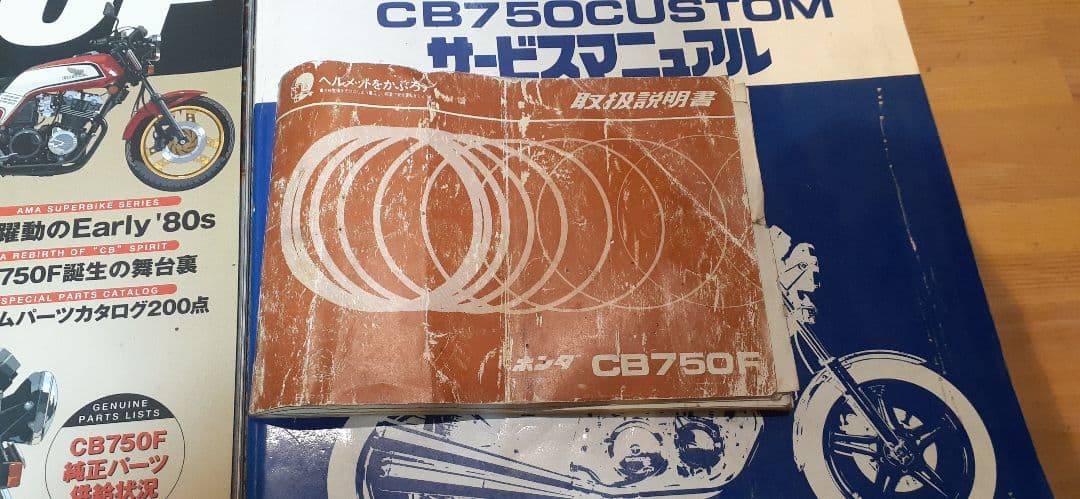 CB750CUSTOM
サービスマニュアル
ヘルメットをかぶろう
取扱説明書
ホンダ CB750F
AMA SUPERBIKE SERIES
躍動のEarly '80s
A REBIRTH OF "CB" SPIRIT
750F誕生の舞台裏
SPECIAL PARTS CATALOG
ムパーツカタログ200点
GENUINE
PARTS LISTS
CB750F
純正パーツ
供給状況